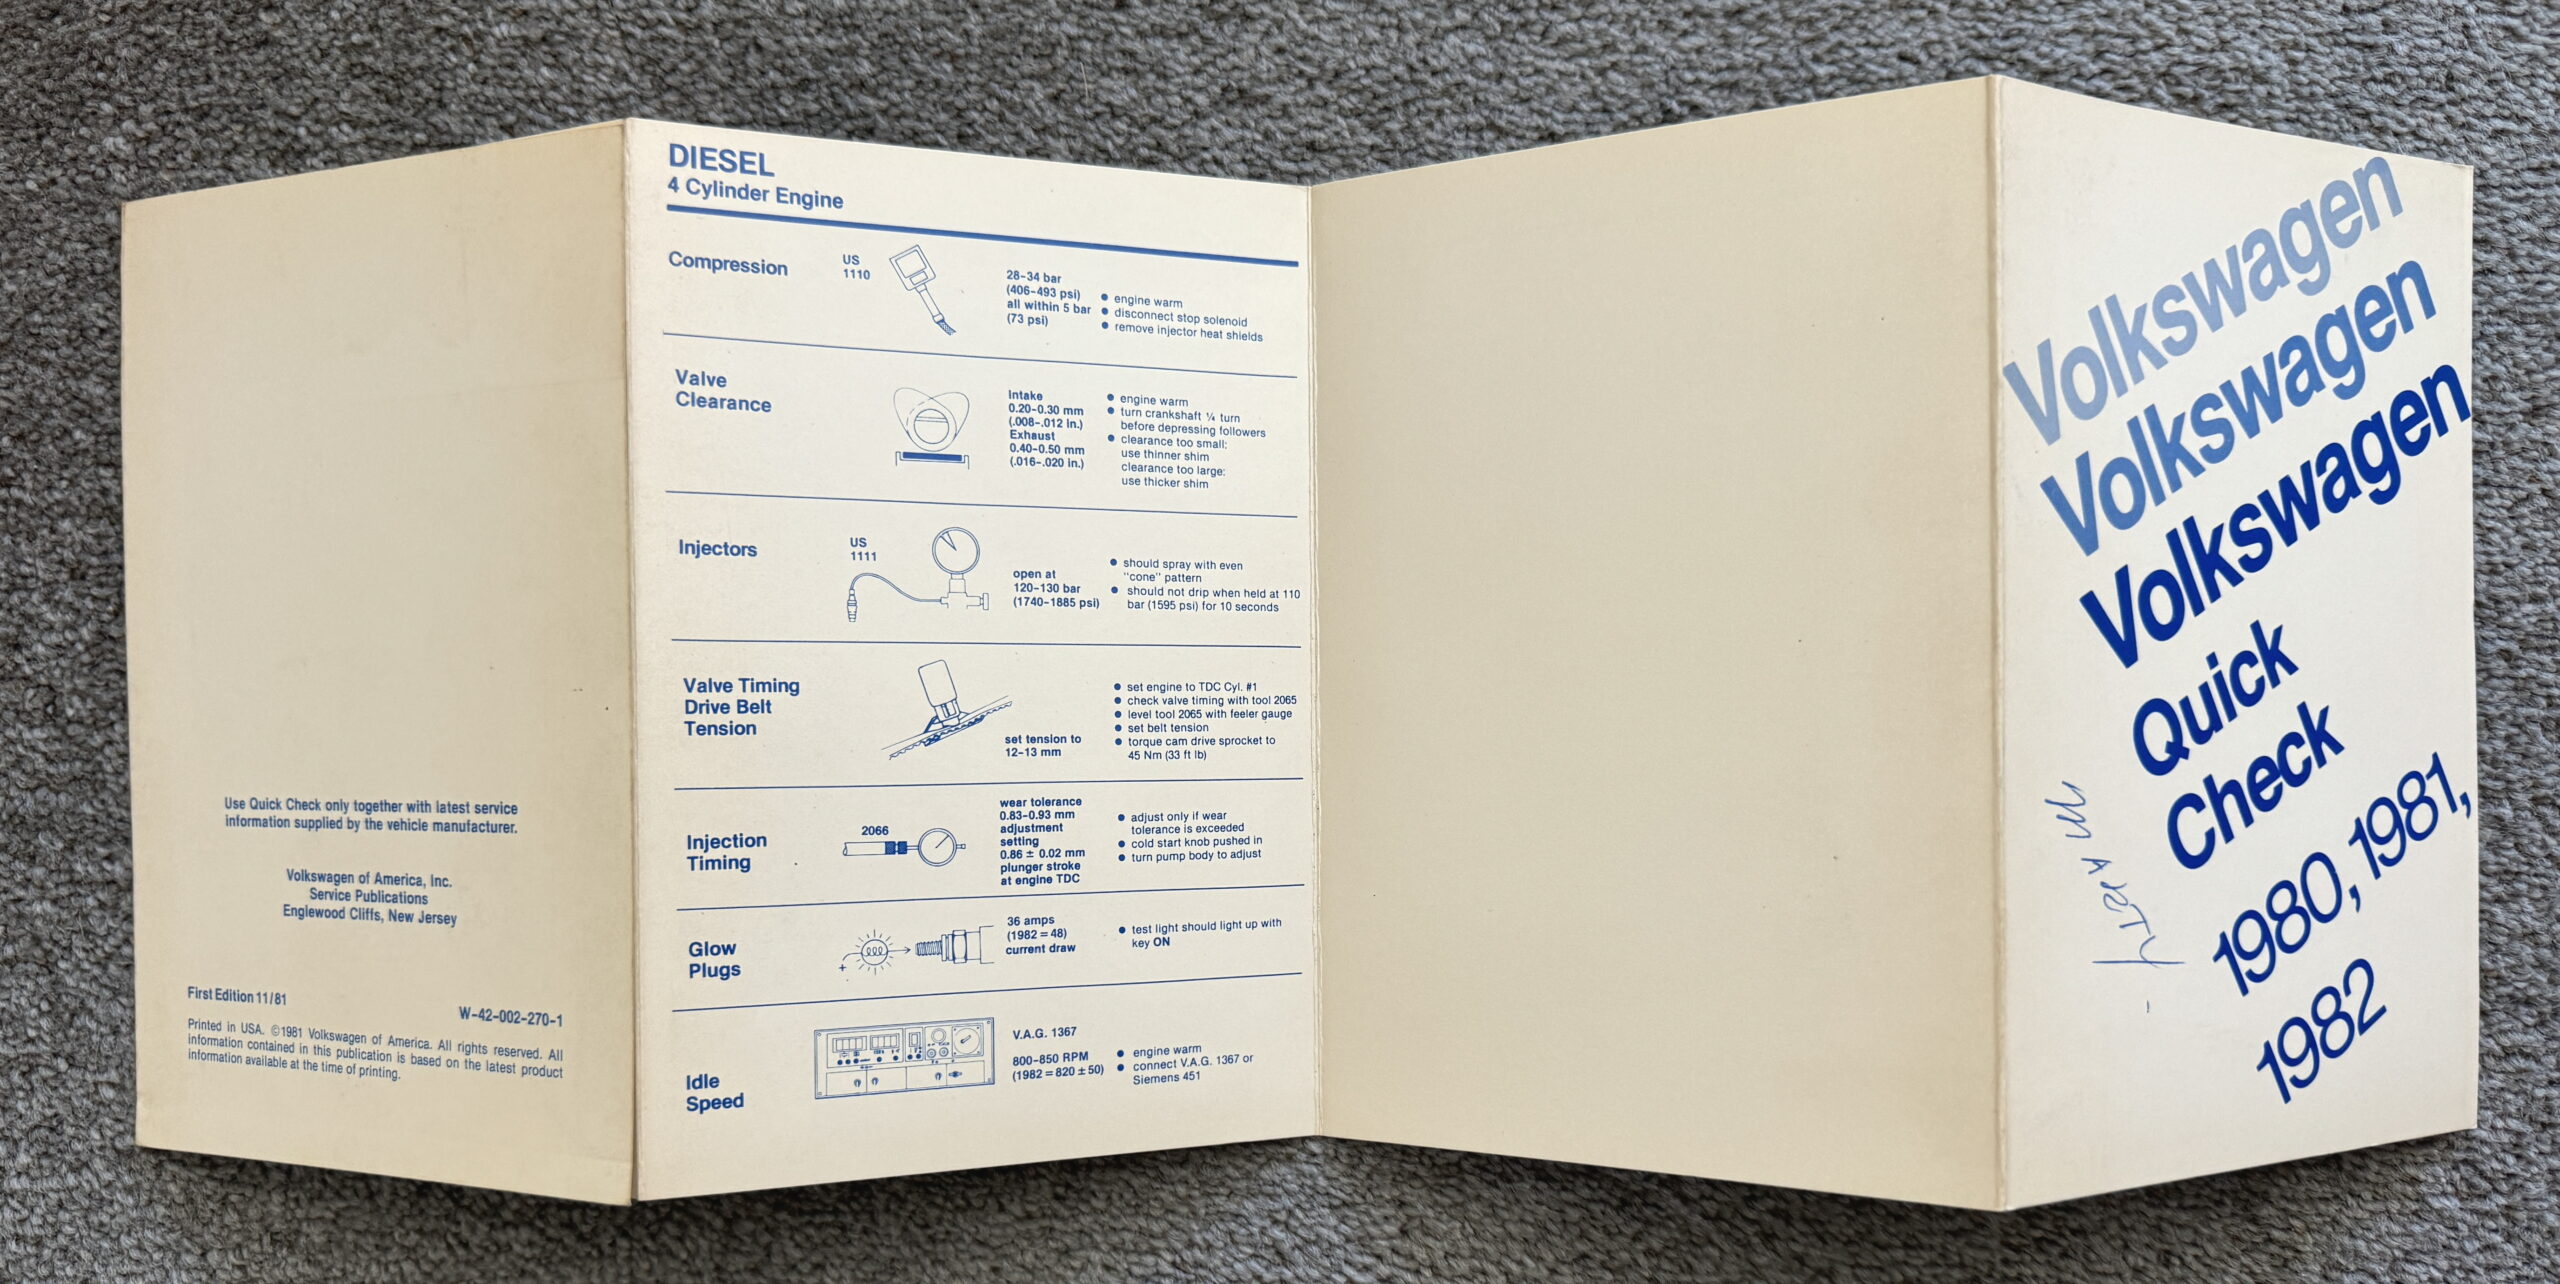 Use Quick Check only together with latest service
information supplied by the vehicle manufacturer.
Volkswagen of America, Inc.
Service Publications
Englewood Cliffs, New Jersey
First Edition 11/81
W-42-002-270-1
Printed in USA. ©1981 Volkswagen of America. All rights reserved. All
information contained in this publication is based on the latest product
information available at the time of printing.
DIESEL
4 Cylinder Engine
Compression
US
1110
28-34 bar
(406-493 psi)
all within 5 bar
(73 psi)
● engine warm
● disconnect stop solenoid
● remove injector heat shields
Valve
Clearance
Intake
0.20-0.30 mm
(.008-.012 in.)
Exhaust
0.40-0.50 mm
(.016-.020 in.)
● engine warm
● turn crankshaft ¼ turn
before depressing followers
● clearance too small:
use thinner shim
clearance too large:
use thicker shim
Injectors
US
1111
open at
120-130 bar
(1740-1885 psi)
● should spray with even
"cone" pattern
● should not drip when held at 110
bar (1595 psi) for 10 seconds
Valve Timing
Drive Belt
Tension
set tension to
12-13 mm
● set engine to TDC Cyl. #1
● check valve timing with tool 2065
● level tool 2065 with feeler gauge
● set belt tension
● torque cam drive sprocket to
45 Nm (33 ft lb)
Injection
Timing
2066
wear tolerance
0.83-0.93 mm
adjustment
setting
0.86 ± 0.02 mm
plunger stroke
at engine TDC
● adjust only if wear
tolerance is exceeded
● cold start knob pushed in
● turn pump body to adjust
Glow
Plugs
+
36 amps
(1982 = 48)
current draw
● test light should light up with
key ON
Idle
Speed
V.A.G. 1367
800-850 RPM
(1982 = 820 ± 50)
● engine warm
● connect V.A.G. 1367 or
Siemens 451
Volkswagen
Volkswagen
Volkswagen
Quick
Check
1980, 1981,
1982